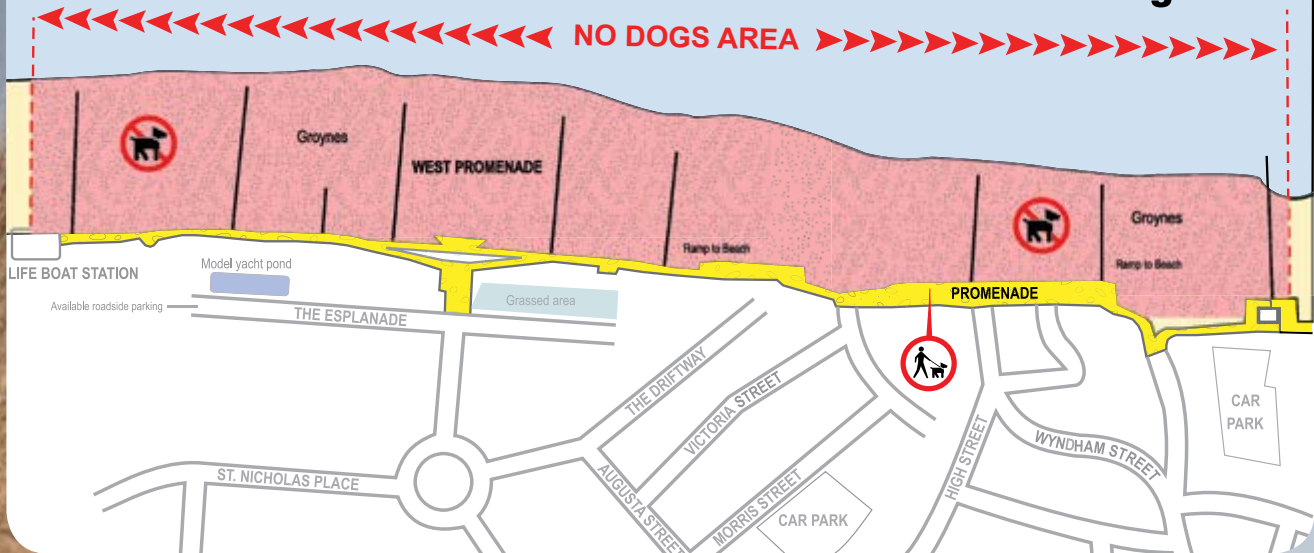 NO DOGS AREA
Groynes
WEST PROMENADE
Groynes
Ramp to Beach
Ramp to Beach
LIFE BOAT STATION
Model yacht pond
Available roadside parking
Grassed area
PROMENADE
THE ESPLANADE
THE DRIFTWAY
VICTORIA STREET
CAR
PARK
ST. NICHOLAS PLACE
AUGUSTA STREET
MORRIS STREET
HIGH STREET
WYNDHAM STREET
CAR PARK